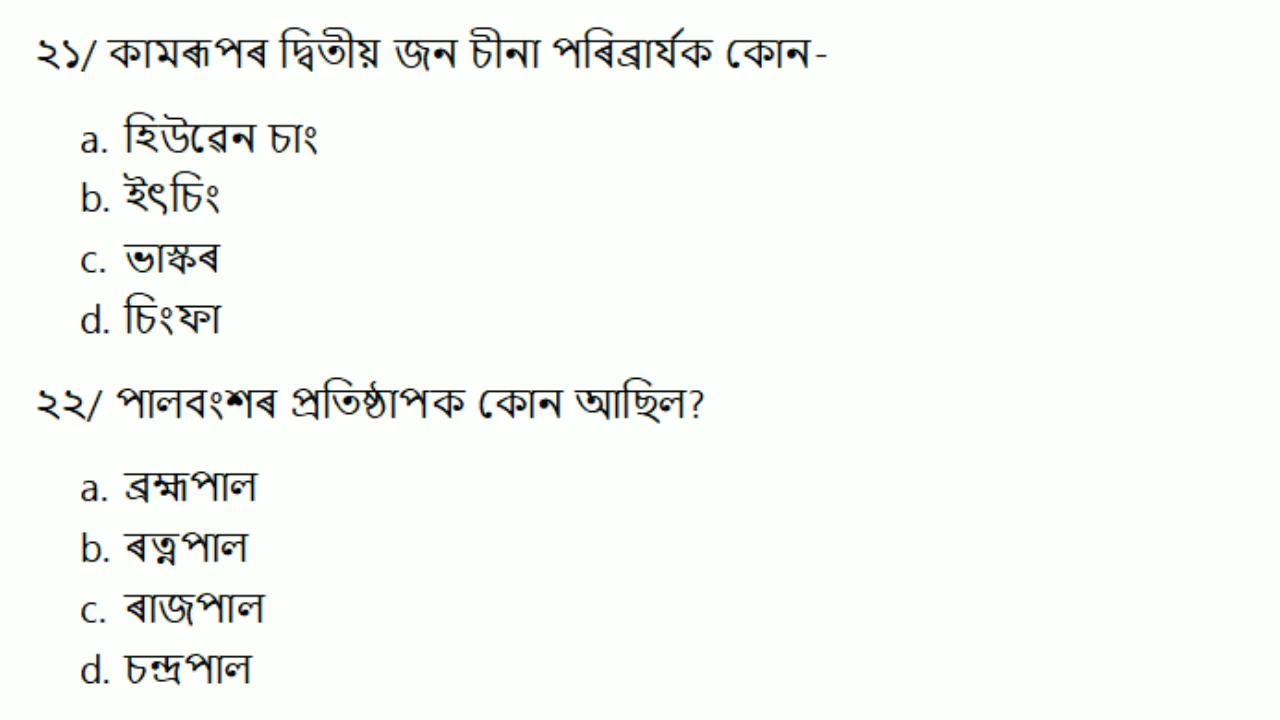 ২১/ কামৰূপৰ দ্বিতীয় জন চীনা পৰিব্ৰাৰ্যক কোন-
a. হিউৱেন চাং
b. ইৎচিং
c. ভাস্কৰ
d. চিংফা
২২/ পালবংশৰ প্ৰতিষ্ঠাপক কোন আছিল?
a. ব্ৰহ্মপাল
b. ৰত্নপাল
c. ৰাজপাল
d. চন্দ্ৰপাল